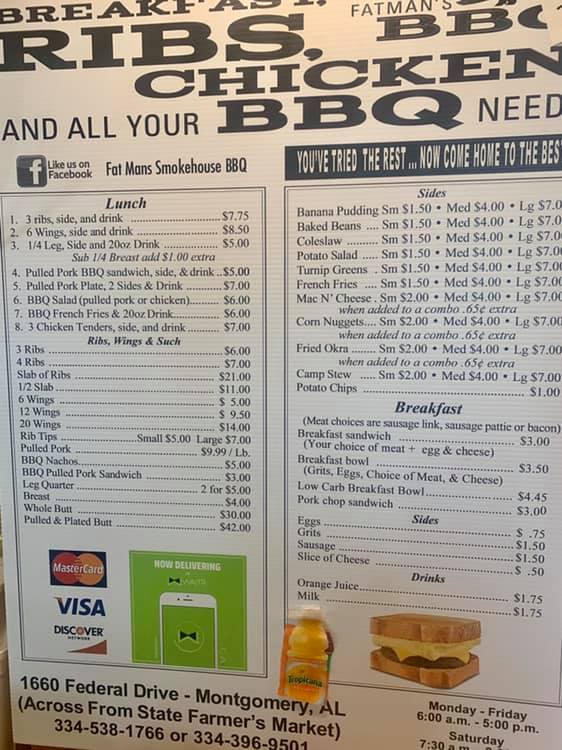 BREAKFAST, FATMAN'S
RIBS, BBQ
CHICKEN
AND ALL YOUR BBQ NEED
f Like us on Facebook Fat Mans Smokehouse BBQ
YOU'VE TRIED THE REST ... NOW COME HOME TO THE BES
Lunch
1. 3 ribs, side, and drink ........ $7.75
2. 6 Wings, side and drink ........ $8.50
3. 1/4 Leg, Side and 20oz Drink ........ $5.00
Sub 1/4 Breast add $1.00 extra
4. Pulled Pork BBQ sandwich, side, & drink ..$5.00
5. Pulled Pork Plate, 2 Sides & Drink ........ $7.00
6. BBQ Salad (pulled pork or chicken)........ $6.00
7. BBQ French Fries & 20oz Drink........ $6.00
8. 3 Chicken Tenders, side, and drink ........ $7.00
Ribs, Wings & Such
3 Ribs ........ $6.00
4 Ribs ........ $7.00
Slab of Ribs ........ $21.00
1/2 Slab ........ $11.00
6 Wings ........ $ 5.00
12 Wings ........ $ 9.50
20 Wings ........ $14.00
Rib Tips ........ Small $5.00 Large $7.00
Pulled Pork ........ $9.99 / Lb.
BBQ Nachos ........ $5.00
BBQ Pulled Pork Sandwich ........ $3.00
Leg Quarter ........ 2 for $5.00
Breast ........ $4.00
Whole Butt ........ $30.00
Pulled & Plated Butt ........ $42.00
MasterCard
VISA
DISCOVER
NETWORK
NOW DELIVERING
WAITR
Sides
Banana Pudding Sm $1.50 • Med $4.00 • Lg $7.0
Baked Beans .... Sm $1.50 • Med $4.00 • Lg $7.0
Coleslaw ........ Sm $1.50 • Med $4.00 • Lg $7.0
Potato Salad ..... Sm $1.50 • Med $4.00 • Lg $7.0
Turnip Greens . Sm $1.50 • Med $4.00 • Lg $7.0
French Fries .... Sm $1.50 • Med $4.00 • Lg $7.00
Mac N' Cheese . Sm $2.00 • Med $4.00 • Lg $7.00
when added to a combo .65¢ extra
Corn Nuggets.... Sm $2.00 • Med $4.00 • Lg $7.00
when added to a combo .65¢ extra
Fried Okra ....... Sm $2.00 • Med $4.00 • Lg $7.00
when added to a combo .65¢ extra
Camp Stew ..... Sm $2.00 • Med $4.00 • Lg $7.00
Potato Chips ........ $1.00
Breakfast
(Meat choices are sausage link, sausage pattie or bacon)
Breakfast sandwich ........ $3.00
(Your choice of meat + egg & cheese)
Breakfast bowl ........ $3.50
(Grits, Eggs, Choice of Meat, & Cheese)
Low Carb Breakfast Bowl........ $4.45
Pork chop sandwich ........ $3.00
Sides
Eggs ........ $ .75
Grits ........ $1.50
Sausage ........ $1.50
Slice of Cheese ........ $ .50
Drinks
Orange Juice........ $1.75
Milk ........ $1.75
Tropicana
1660 Federal Drive - Montgomery, AL
(Across From State Farmer's Market)
334-538-1766 or 334-396-9501
Monday - Friday
6:00 a.m. - 5:00 p.m.
Saturday
7:30 a.m.